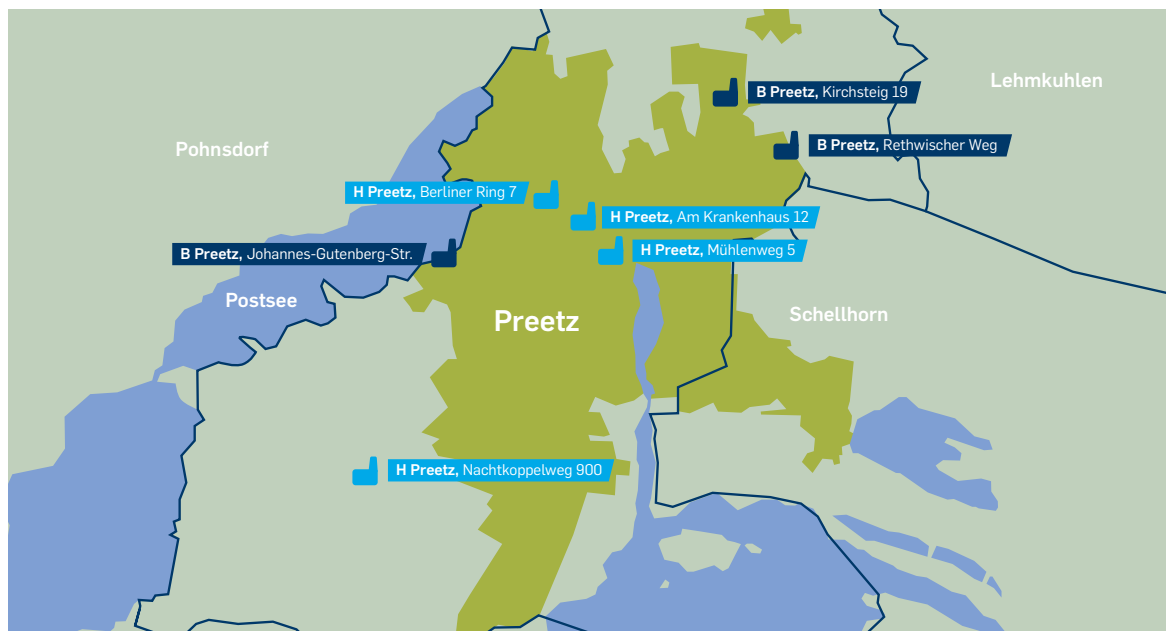 Lehmkuhlen
B Preetz, Kirchsteig 19
Pohnsdorf
B Preetz, Rethwischer Weg
H Preetz, Berliner Ring 7
H Preetz, Am Krankenhaus 12
B Preetz, Johannes-Gutenberg-Str.
H Preetz, Mühlenweg 5
Postsee
Preetz
Schellhorn
H Preetz, Nachtkoppelweg 900